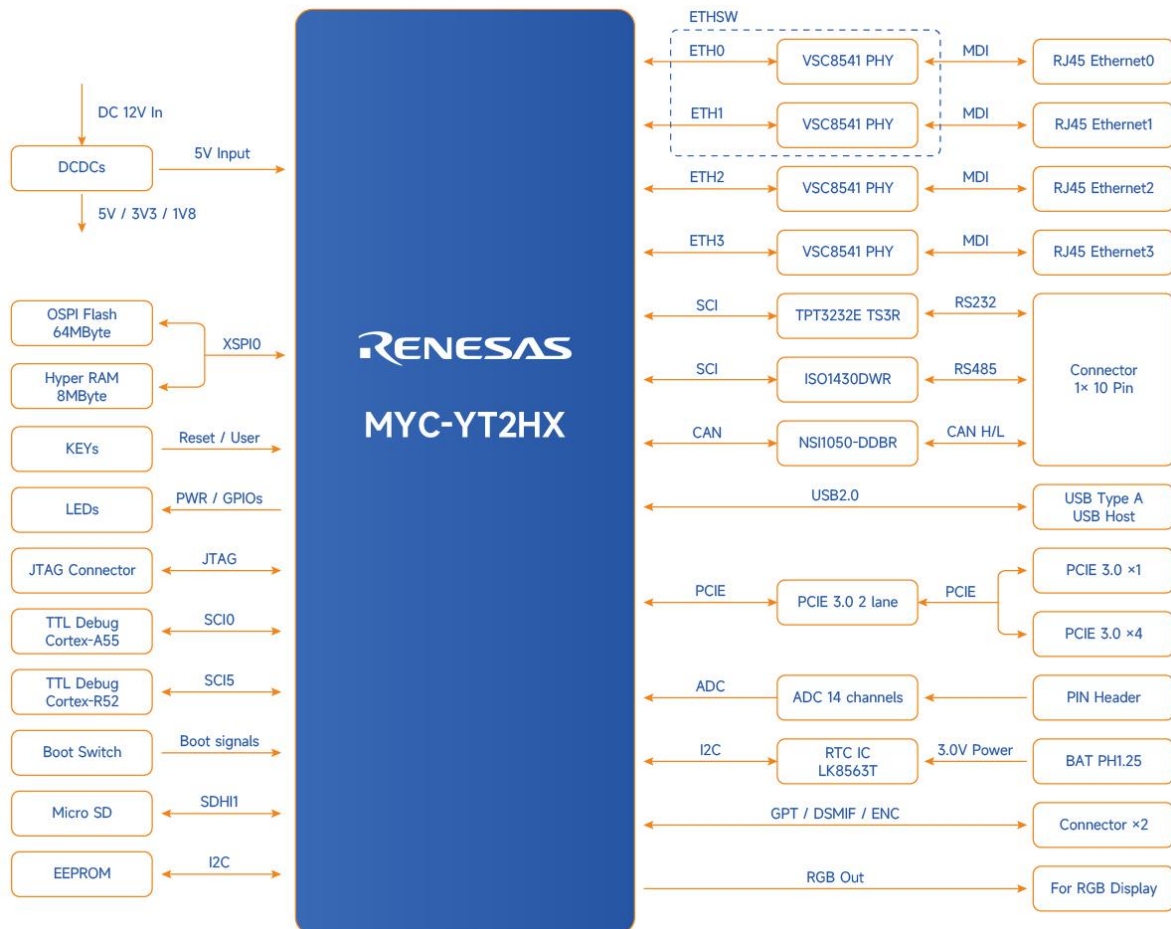 DC 12V In
DCDCs
5V Input
5V / 3V3 / 1V8
OSPI Flash
64MByte
XSPI0
Hyper RAM
8MByte
KEYs
Reset / User
LEDs
PWR / GPIOs
JTAG Connector
JTAG
TTL Debug
Cortex-A55
SCI0
TTL Debug
Cortex-R52
SCI5
Boot Switch
Boot signals
Micro SD
SDHI1
EEPROM
I2C
RENESAS
MYC-YT2HX
ETHSW
ETH0
VSC8541 PHY
MDI
RJ45 Ethernet0
ETH1
VSC8541 PHY
MDI
RJ45 Ethernet1
ETH2
VSC8541 PHY
MDI
RJ45 Ethernet2
ETH3
VSC8541 PHY
MDI
RJ45 Ethernet3
SCI
TPT3232E TS3R
RS232
SCI
ISO1430DWR
RS485
Connector
1× 10 Pin
CAN
NSI1050-DDBR
CAN H/L
USB2.0
USB Type A
USB Host
PCIE
PCIE 3.0 2 lane
PCIE
PCIE 3.0 ×1
PCIE 3.0 ×4
ADC
ADC 14 channels
PIN Header
I2C
RTC IC
LK8563T
3.0V Power
BAT PH1.25
GPT / DSMIF / ENC
Connector ×2
RGB Out
For RGB Display